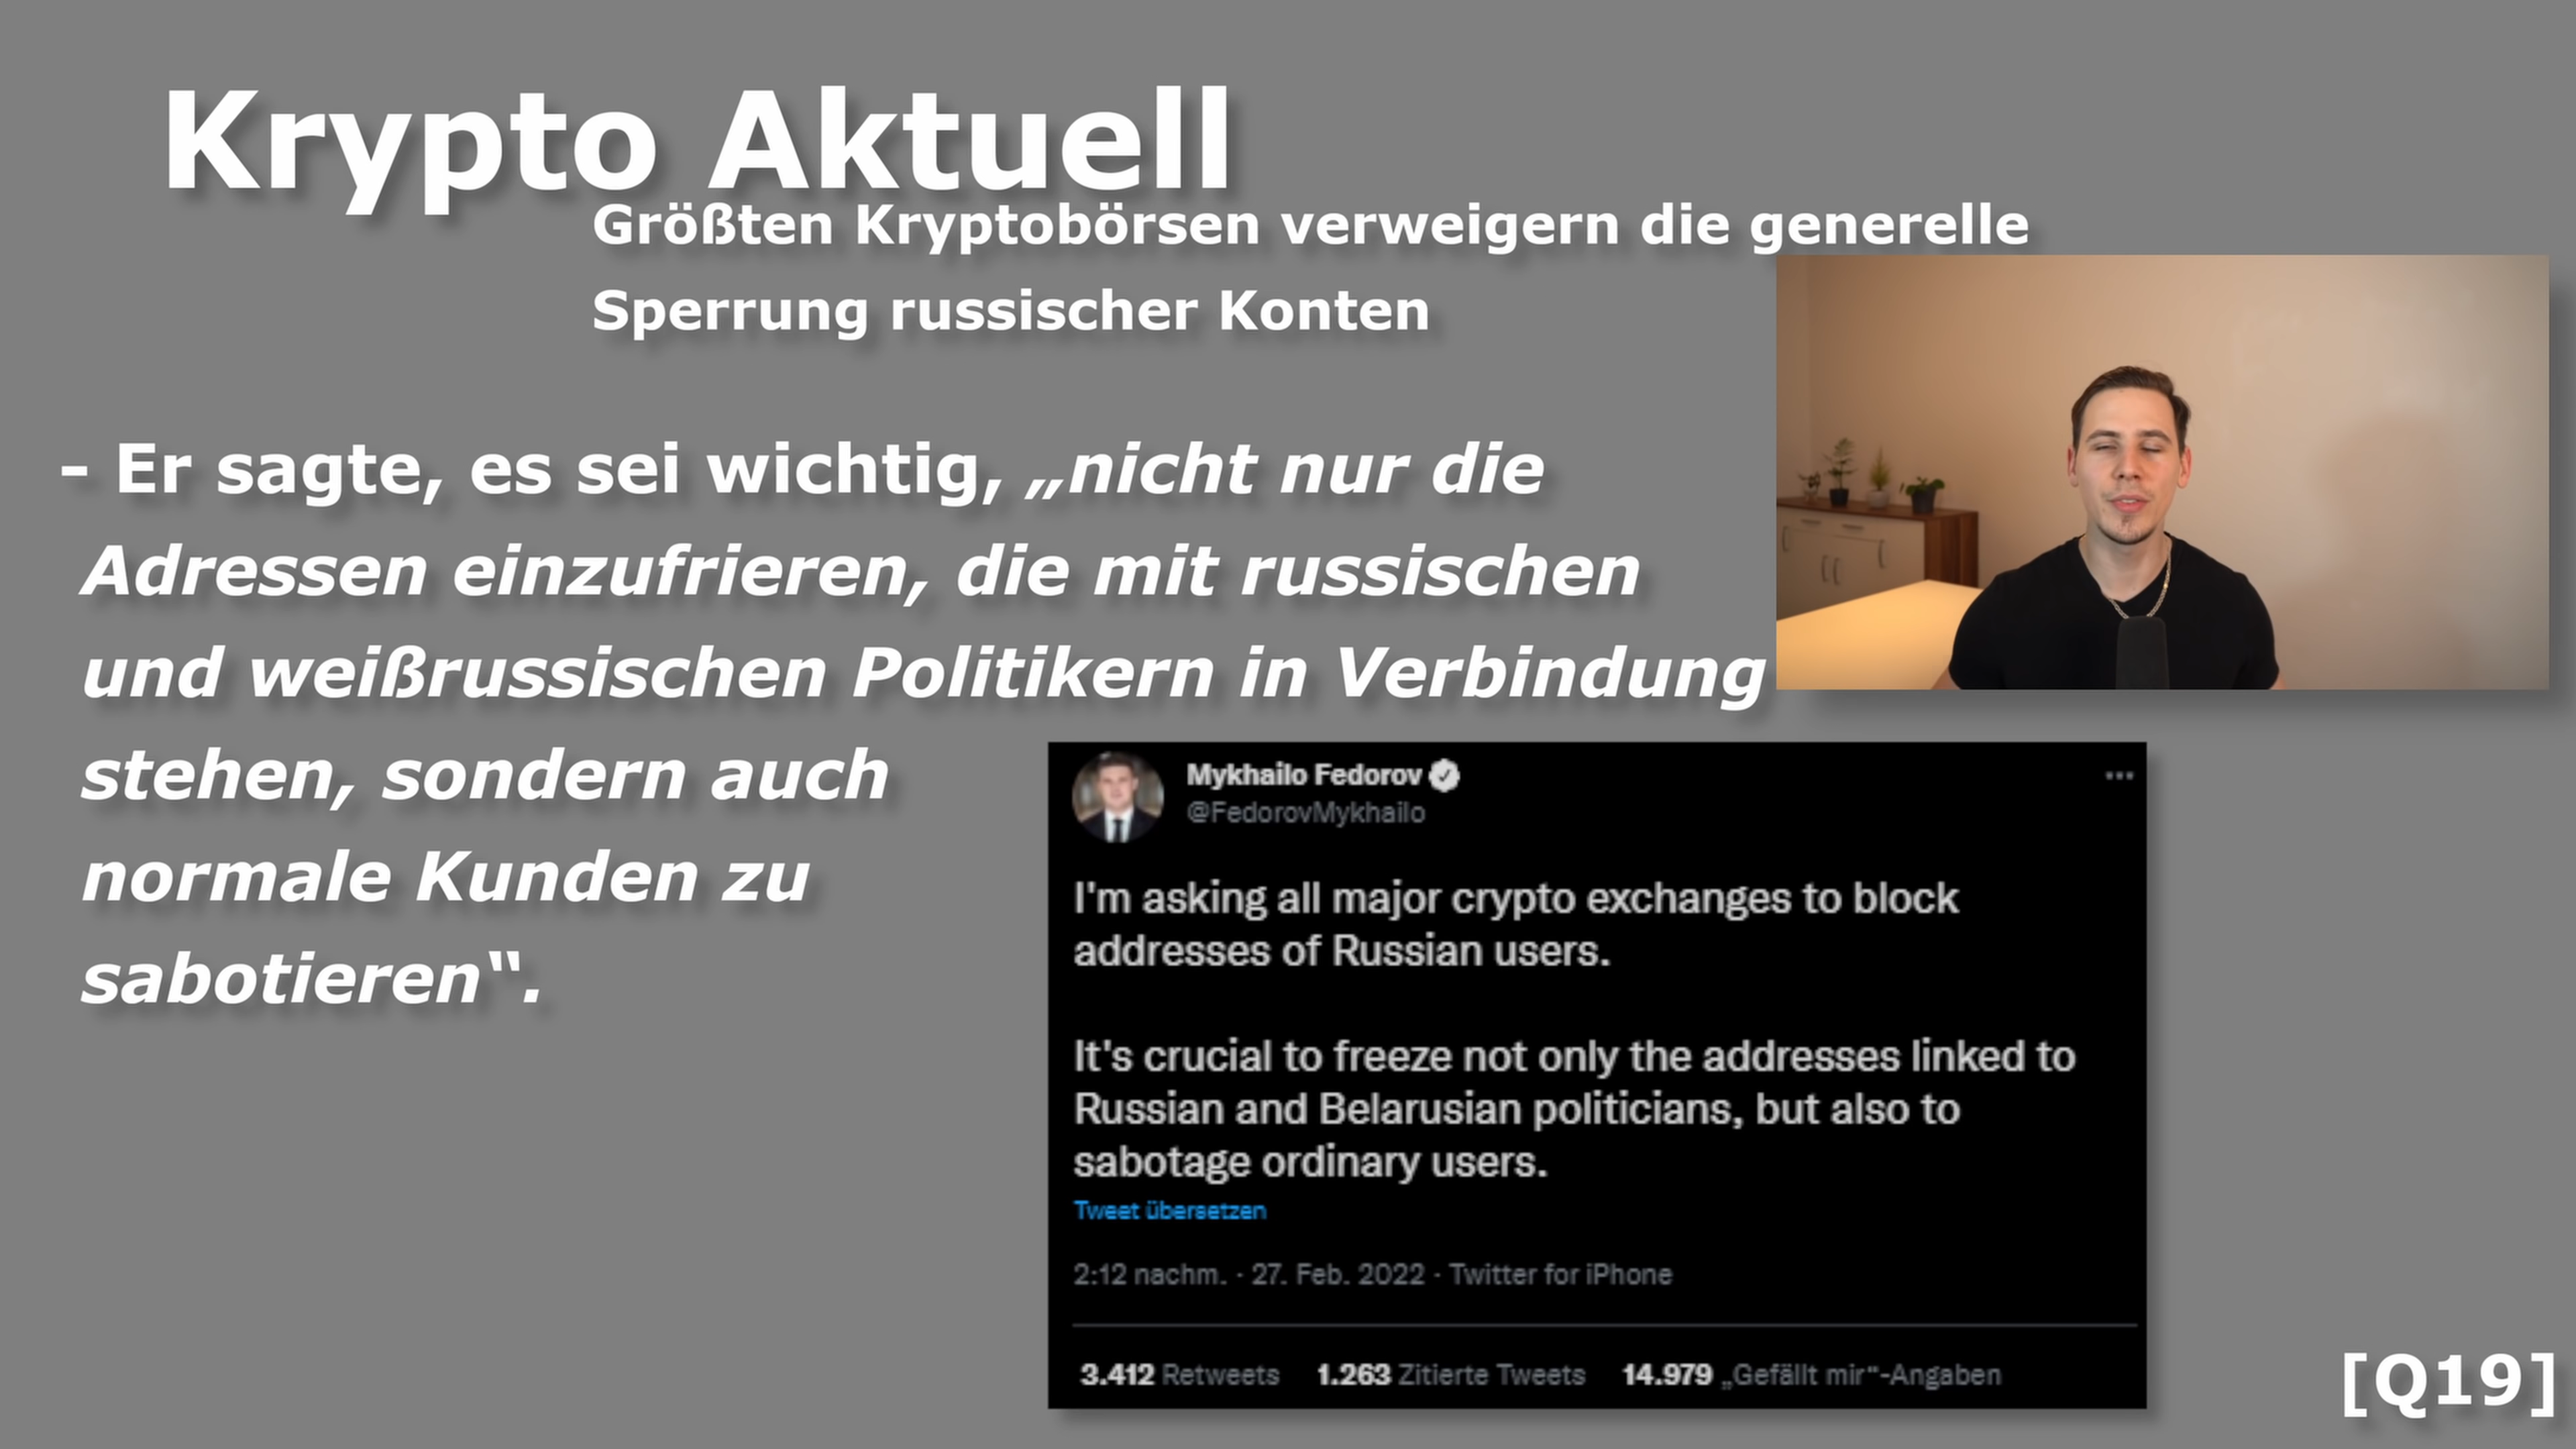 Krypto Aktuell
Größten Kryptobörsen verweigern die generelle
Sperrung russischer Konten
- Er sagte, es sei wichtig, „nicht nur die
Adressen einzufrieren, die mit russischen
und weißrussischen Politikern in Verbindung
stehen, sondern auch
normale Kunden zu
sabotieren“.
Mykhailo Fedorov
@FedorovMykhailo
I'm asking all major crypto exchanges to block
addresses of Russian users.
It's crucial to freeze not only the addresses linked to
Russian and Belarusian politicians, but also to
sabotage ordinary users.
Tweet übersetzen
2:12 nachm. · 27. Feb. 2022 · Twitter for iPhone
3.412 Retweets 1.263 Zitierte Tweets 14.979 „Gefällt mir“-Angaben
[Q19]